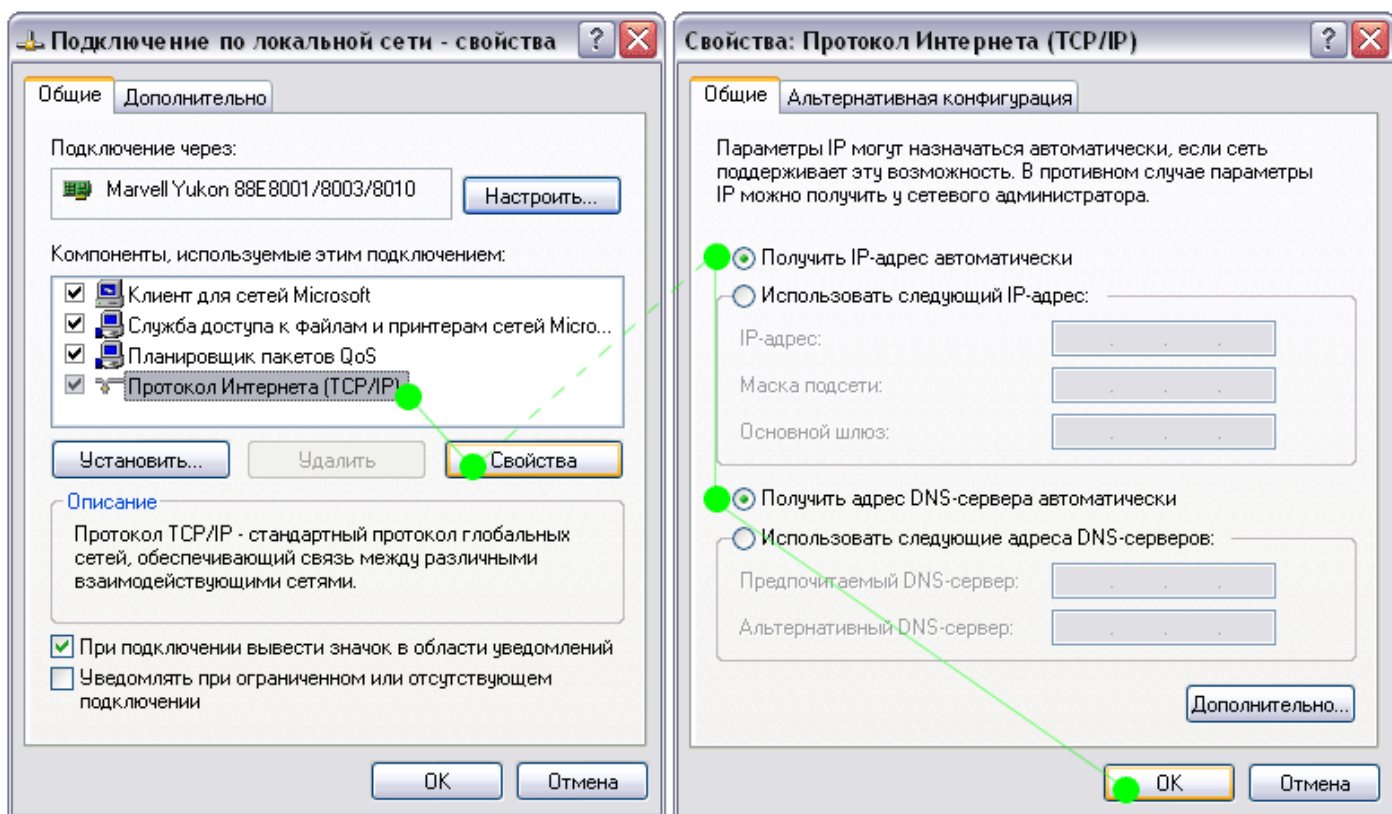 Подключение по локальной сети - свойства
Общие
Дополнительно
Подключение через:
Marvell Yukon 88E8001/8003/8010
Настроить...
Компоненты, используемые этим подключением:
Клиент для сетей Microsoft
Служба доступа к файлам и принтерам сетей Micro...
Планировщик пакетов QoS
Протокол Интернета (TCP/IP)
Установить...
Удалить
Свойства
Описание
Протокол TCP/IP - стандартный протокол глобальных
сетей, обеспечивающий связь между различными
взаимодействующими сетями.
При подключении вывести значок в области уведомлений
Уведомлять при ограниченном или отсутствующем
подключении
OK
Отмена
Свойства: Протокол Интернета (TCP/IP)
Общие
Альтернативная конфигурация
Параметры IP могут назначаться автоматически, если сеть
поддерживает эту возможность. В противном случае параметры
IP можно получить у сетевого администратора.
Получить IP-адрес автоматически
Использовать следующий IP-адрес:
IP-адрес:
Маска подсети:
Основной шлюз:
Получить адрес DNS-сервера автоматически
Использовать следующие адреса DNS-серверов:
Предпочитаемый DNS-сервер:
Альтернативный DNS-сервер:
Дополнительно...
OK
Отмена